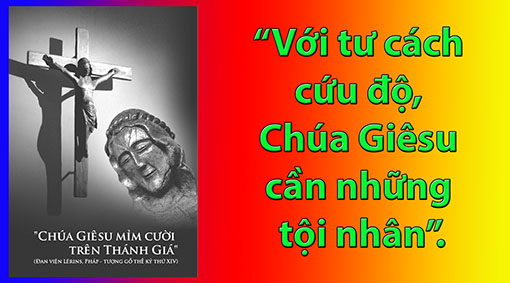 "CHÚA GIÊSU MỈM CƯỜI
TRÊN THÁNH GIÁ"
(ĐAN VIỆN LÉRINS, PHÁP - TƯỢNG GỖ THẾ KỶ THỨ XIV)
“Với tư cách
cứu độ,
Chúa Giêsu
cần những
tội nhân”.